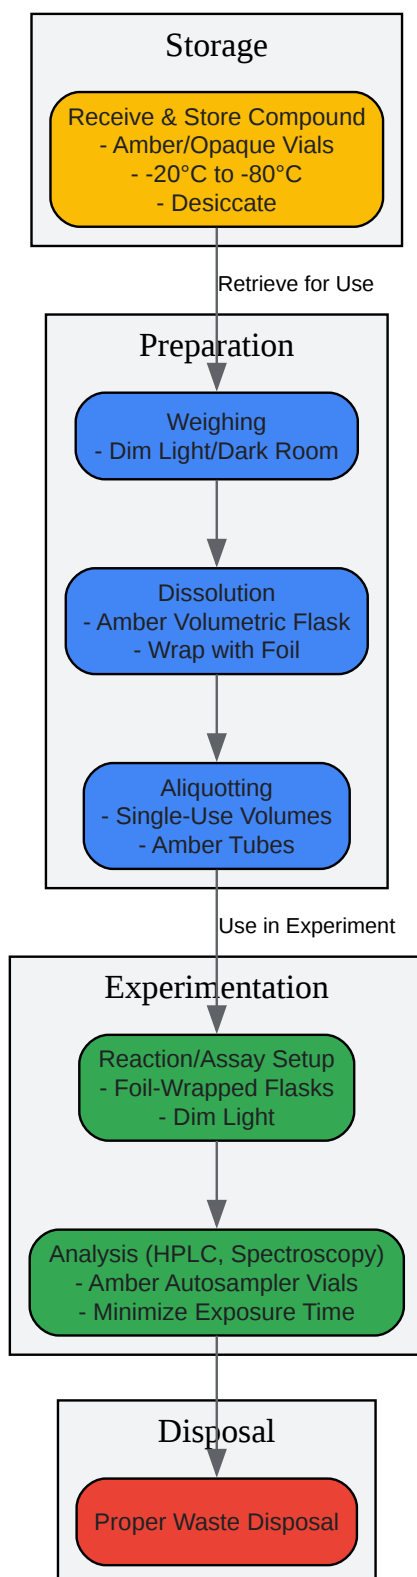 Storage
Receive & Store Compound
- Amber/Opaque Vials
- -20°C to -80°C
- Desiccate
Retrieve for Use
Preparation
Weighing
- Dim Light/Dark Room
Dissolution
- Amber Volumetric Flask
- Wrap with Foil
Aliquotting
- Single-Use Volumes
- Amber Tubes
Use in Experiment
Experimentation
Reaction/Assay Setup
- Foil-Wrapped Flasks
- Dim Light
Analysis (HPLC, Spectroscopy)
- Amber Autosampler Vials
- Minimize Exposure Time
Disposal
Proper Waste Disposal